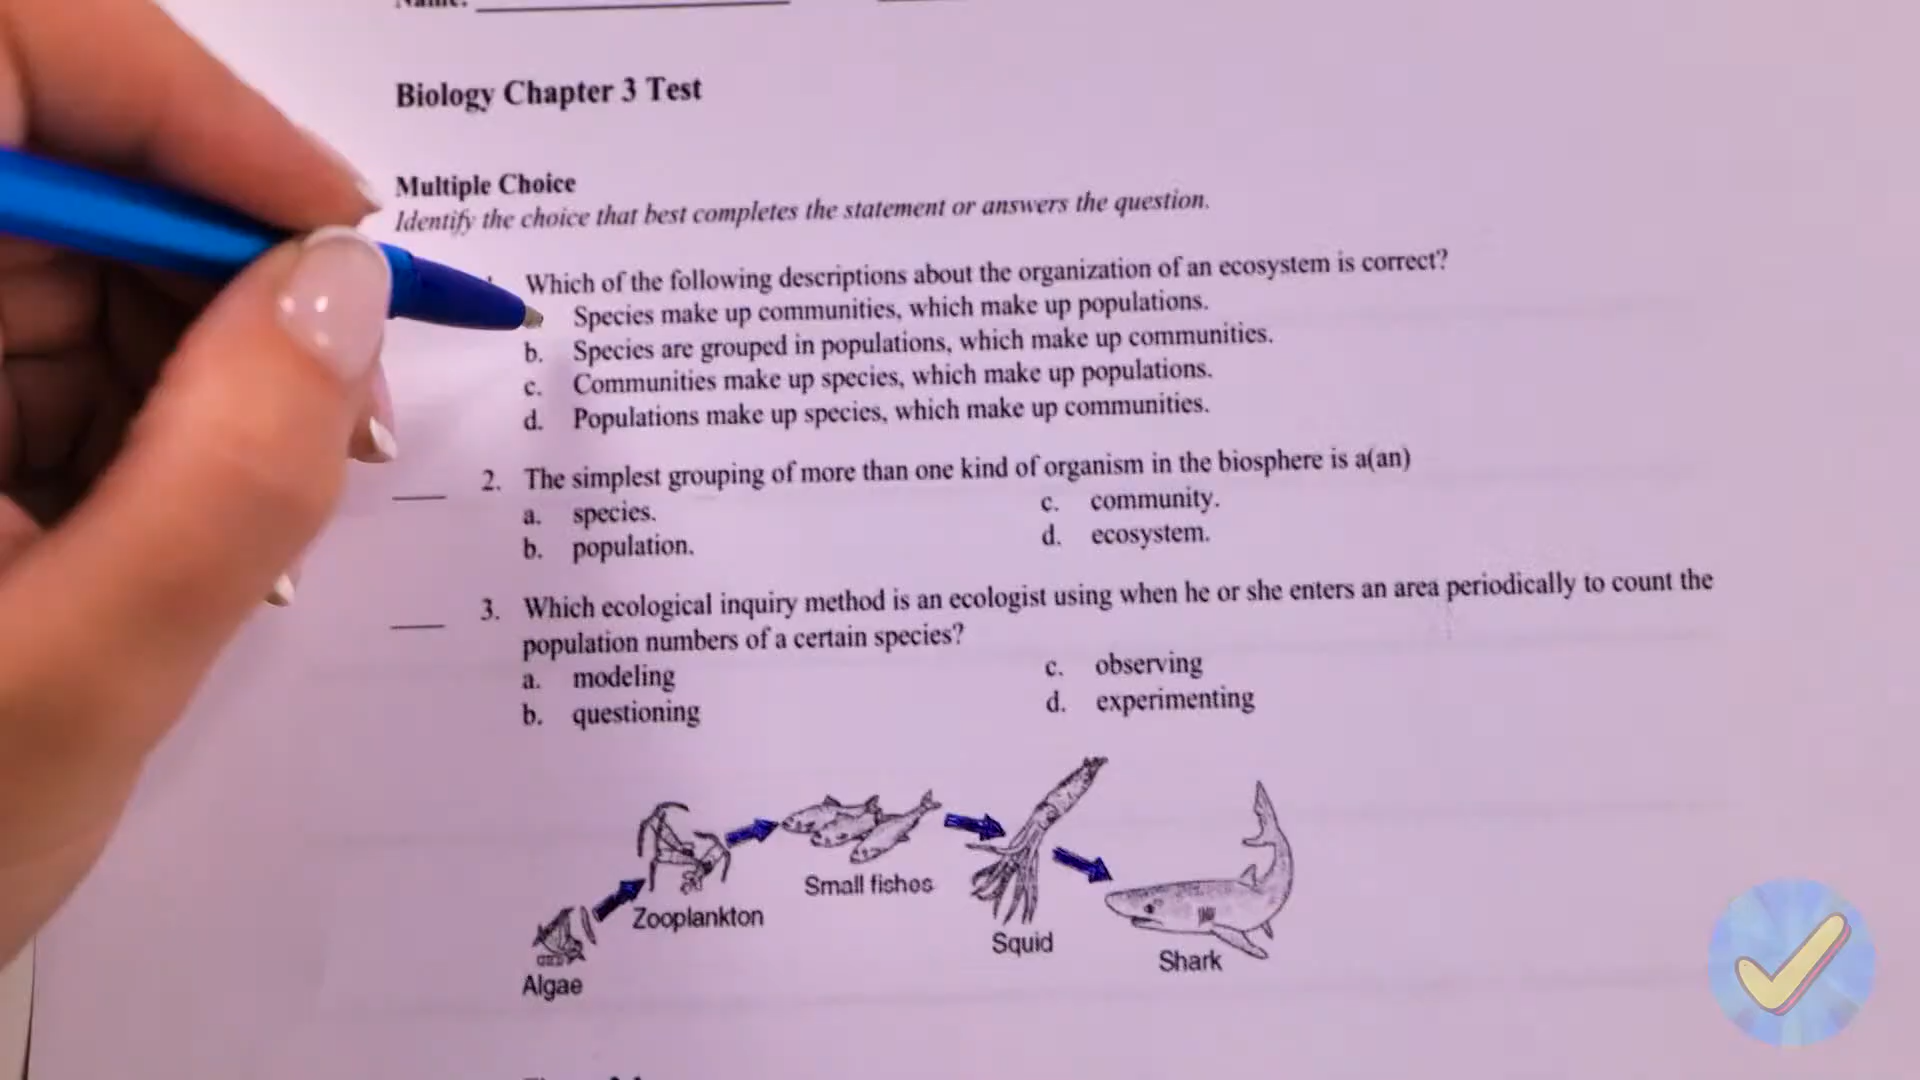 Name:
Biology Chapter 3 Test
Multiple Choice
Identify the choice that best completes the statement or answers the question.
Which of the following descriptions about the organization of an ecosystem is correct?
Species make up communities, which make up populations.
b. Species are grouped in populations, which make up communities.
c. Communities make up species, which make up populations.
d. Populations make up species, which make up communities.
2. The simplest grouping of more than one kind of organism in the biosphere is a(an)
a. species.
c. community.
b. population.
d. ecosystem.
3. Which ecological inquiry method is an ecologist using when he or she enters an area periodically to count the
population numbers of a certain species?
a. modeling
c. observing
b. questioning
d. experimenting
Small fishes
Zooplankton
Squid
Shark
Algae